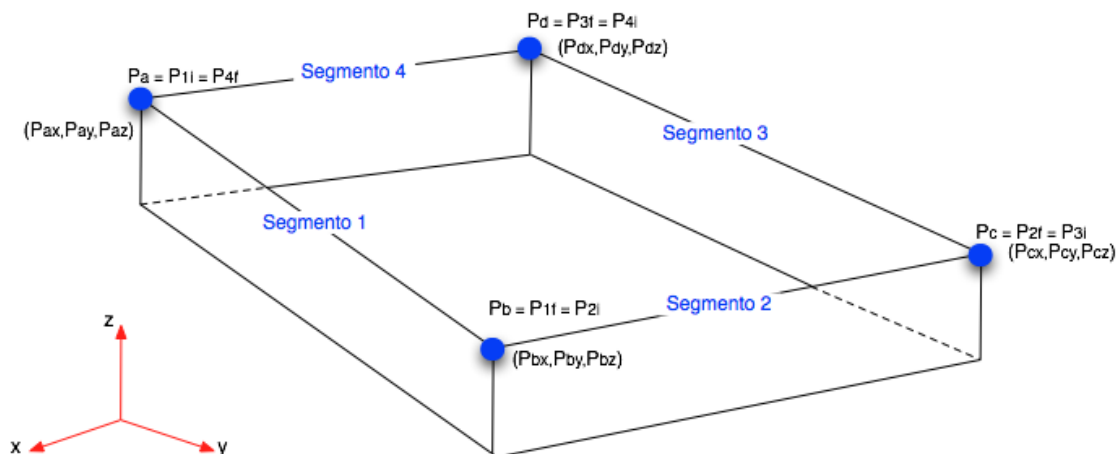 Pd = P3f = P4i
(Pdx,Pdy,Pdz)
Segmento 4
Pa = P1i = P4f
(Pax,Pay,Paz)
Segmento 3
Segmento 1
Pc = P2f = P3i
(Pcx,Pcy,Pcz)
Segmento 2
Pb = P1f = P2i
(Pbx,Pby,Pbz)
z
x
y